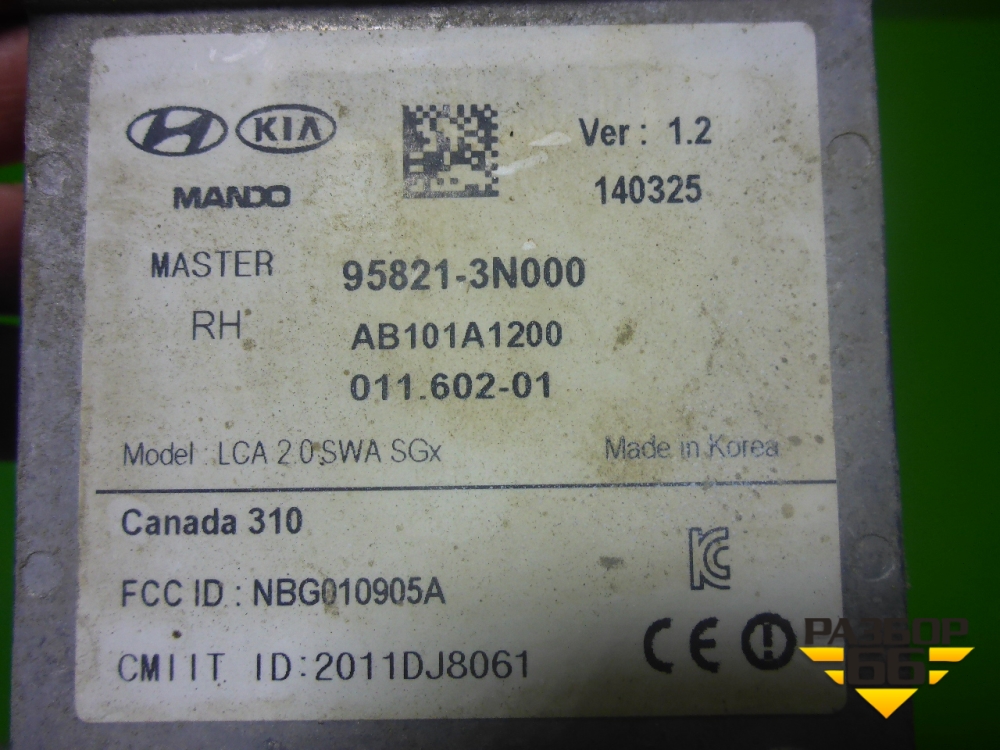 KIA
Ver : 1.2
MANDO
140325
MASTER 95821-3N000
RH AB101A1200
011.602-01
Model : LCA 2.0 SWA SGx Made in Korea
Canada 310
FCC ID : NBG010905A
CMIIT ID:2011DJ8061
CE
РАЗБОР
66